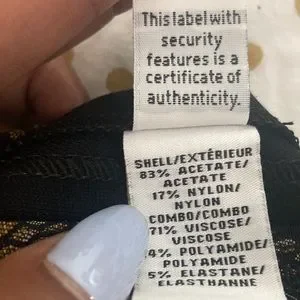 This label with
security
features is a
certificate of
authenticity.
SHELL/EXTÉRIEUR
83% ACETATE/
ACETATE
17% NYLON/
NYLON
COMBO/COMBO
71% VISCOSE/
VISCOSE
4% POLYAMIDE/
POLYAMIDE
5% ELASTANE/
ELASTHANNE